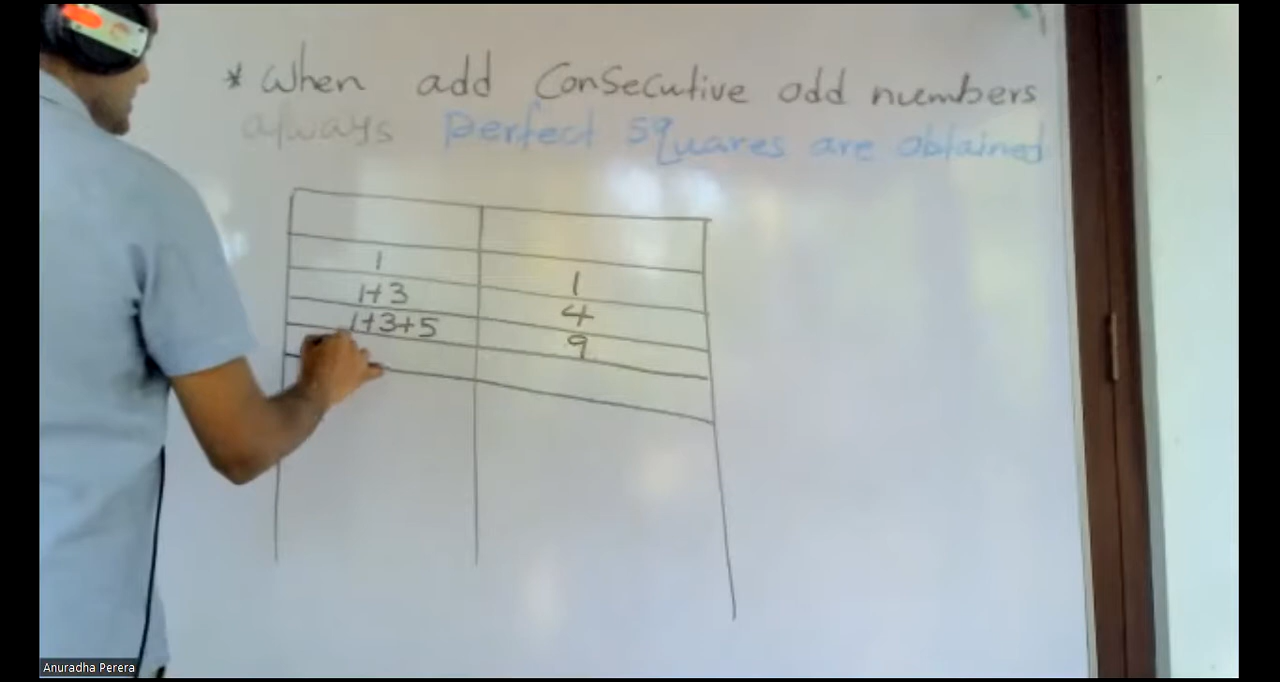 * When add Consecutive odd numbers
always perfect squares are obtained
1 1
1+3 4
1+3+5 9
Anuradha Perera